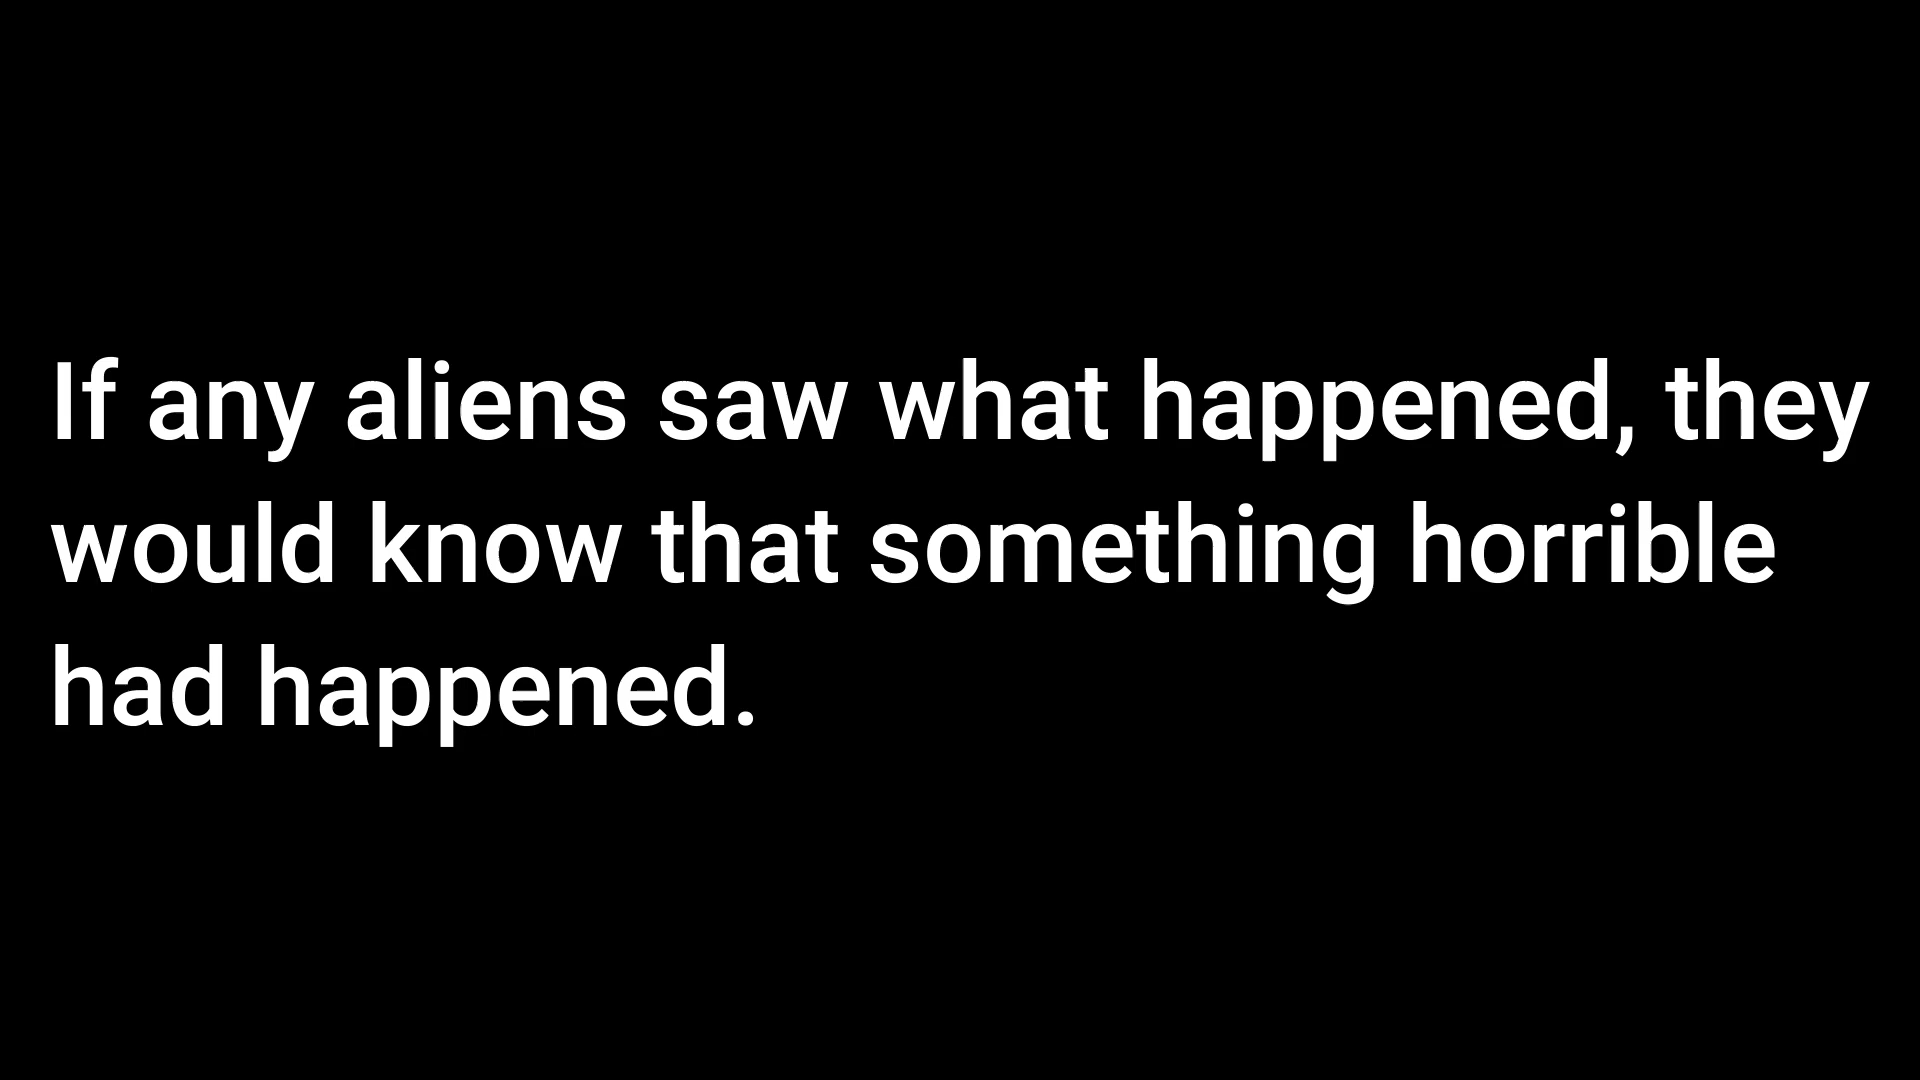 If any aliens saw what happened, they
would know that something horrible
had happened.